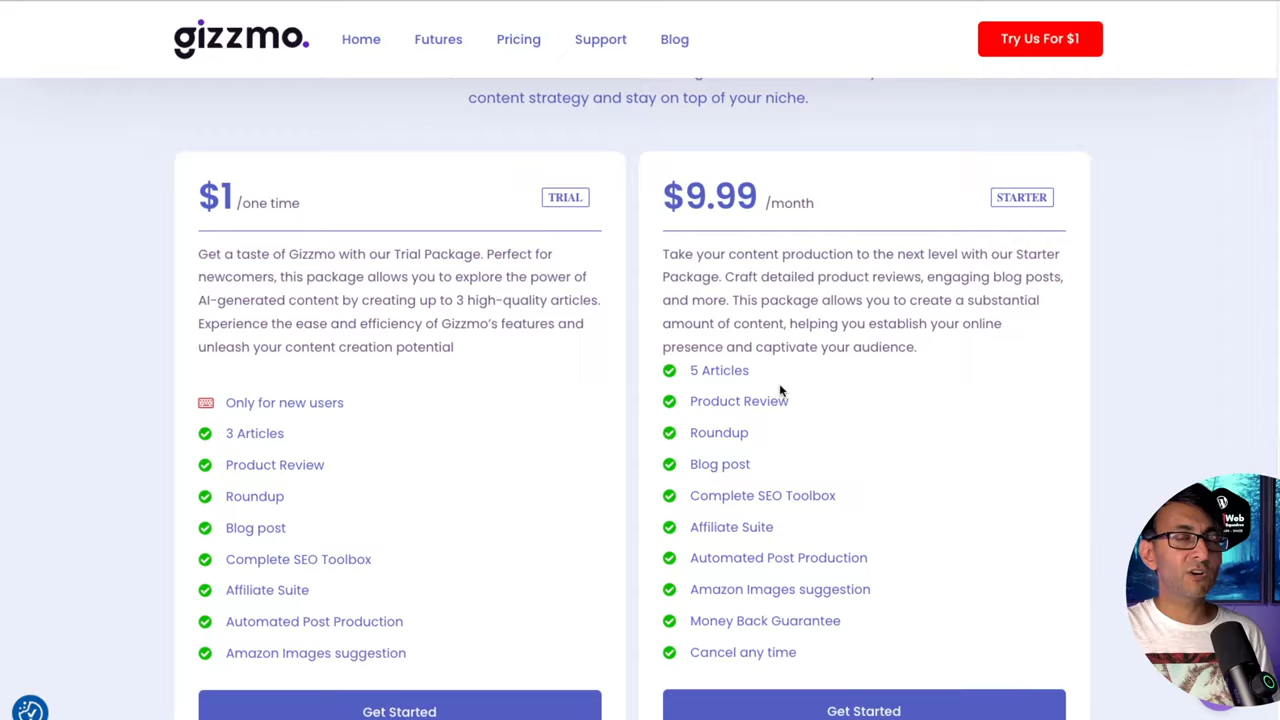 gizzmo.
Home Futures Pricing Support Blog
Try Us For $1
content strategy and stay on top of your niche.
$1 /one time
TRIAL
Get a taste of Gizzmo with our Trial Package. Perfect for
newcomers, this package allows you to explore the power of
AI-generated content by creating up to 3 high-quality articles.
Experience the ease and efficiency of Gizzmo's features and
unleash your content creation potential
Only for new users
3 Articles
Product Review
Roundup
Blog post
Complete SEO Toolbox
Affiliate Suite
Automated Post Production
Amazon Images suggestion
Get Started
$9.99 /month
STARTER
Take your content production to the next level with our Starter
Package. Craft detailed product reviews, engaging blog posts,
and more. This package allows you to create a substantial
amount of content, helping you establish your online
presence and captivate your audience.
5 Articles
Product Review
Roundup
Blog post
Complete SEO Toolbox
Affiliate Suite
Automated Post Production
Amazon Images suggestion
Money Back Guarantee
Cancel any time
Get Started
Web
Squadron